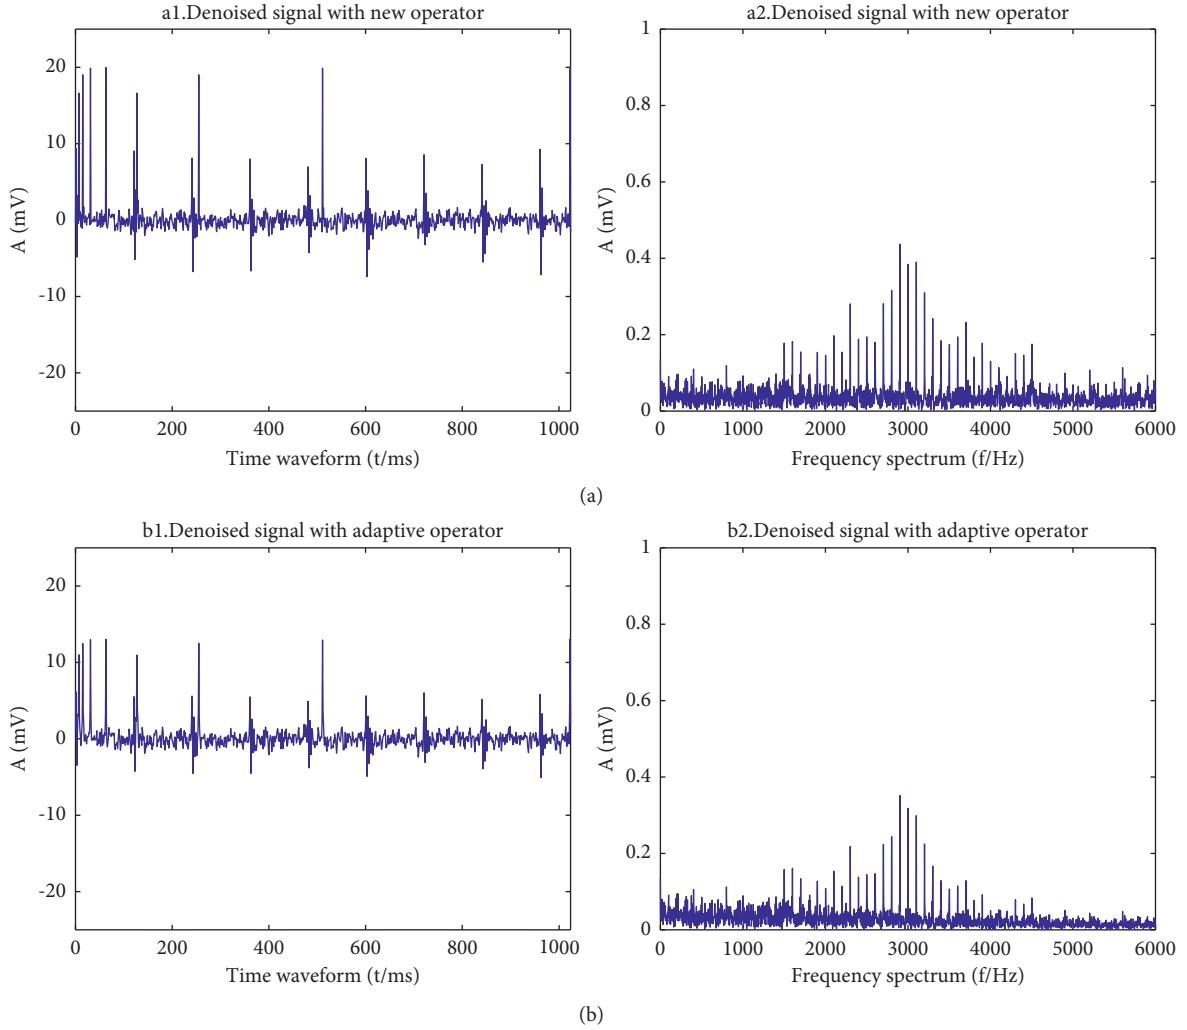 a1.Denoised signal with new operator
20
10
0
-10
-20
A (mV)
0 200 400 600 800 1000
Time waveform (t/ms)
a2.Denoised signal with new operator
1
0.8
0.6
0.4
0.2
0
A (mV)
0 1000 2000 3000 4000 5000 6000
Frequency spectrum (f/Hz)
(a)
b1.Denoised signal with adaptive operator
20
10
0
-10
-20
A (mV)
0 200 400 600 800 1000
Time waveform (t/ms)
b2.Denoised signal with adaptive operator
1
0.8
0.6
0.4
0.2
0
A (mV)
0 1000 2000 3000 4000 5000 6000
Frequency spectrum (f/Hz)
(b)